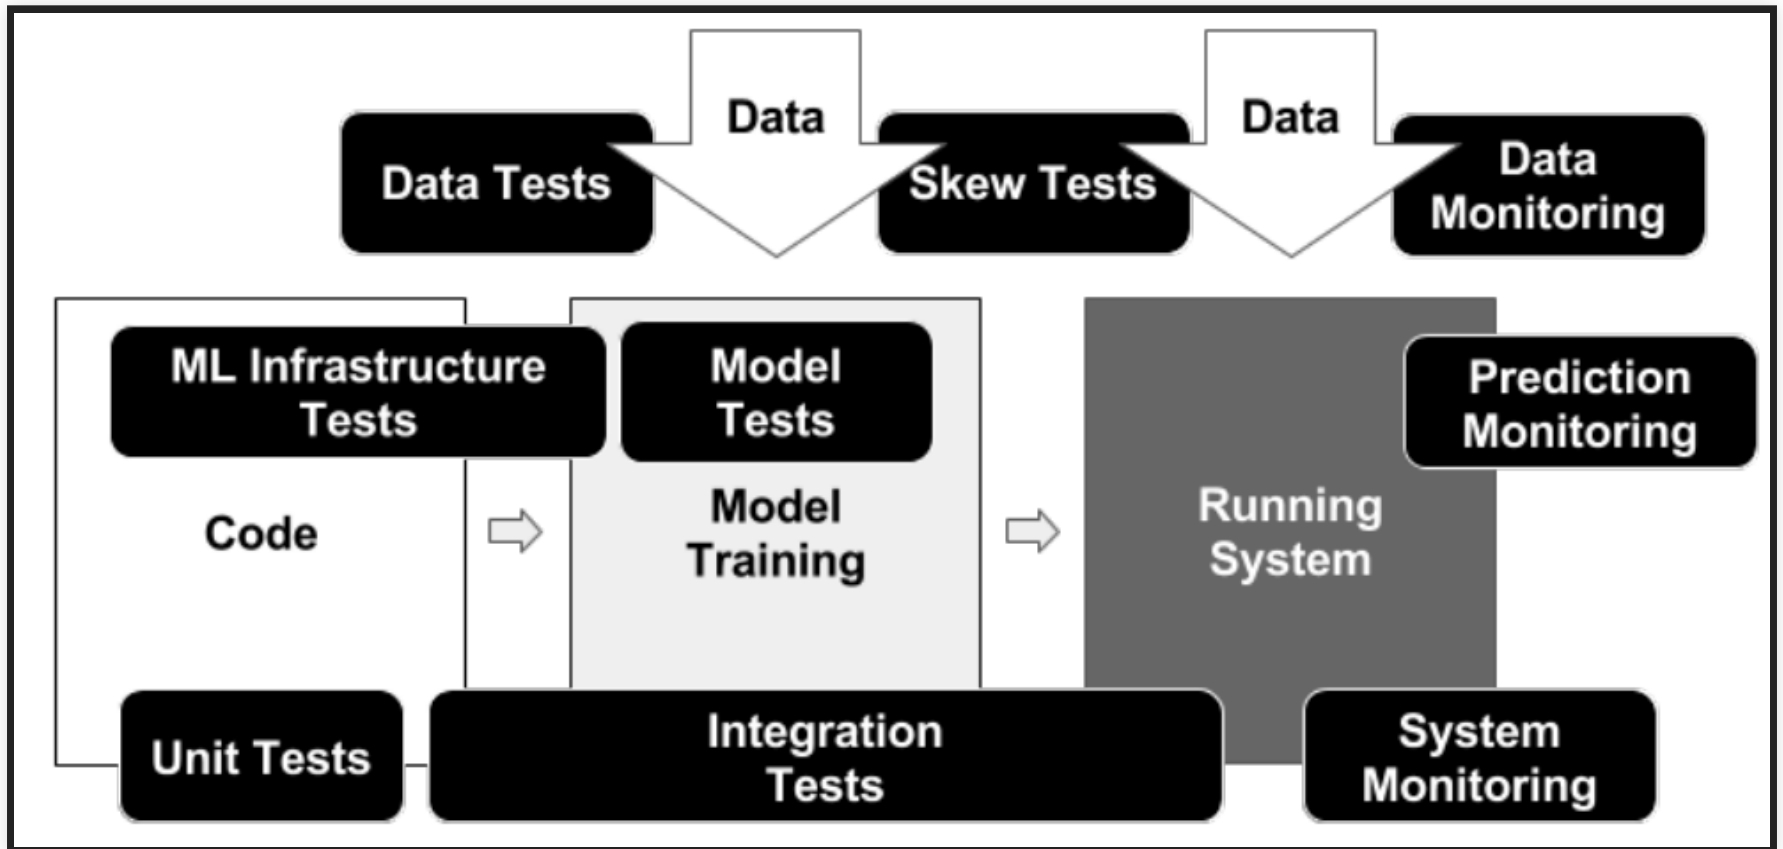 Data
Data
Data Tests
Skew Tests
Data
Monitoring
ML Infrastructure
Tests
Model
Tests
Prediction
Monitoring
Code
Model
Training
Running
System
Unit Tests
Integration
Tests
System
Monitoring